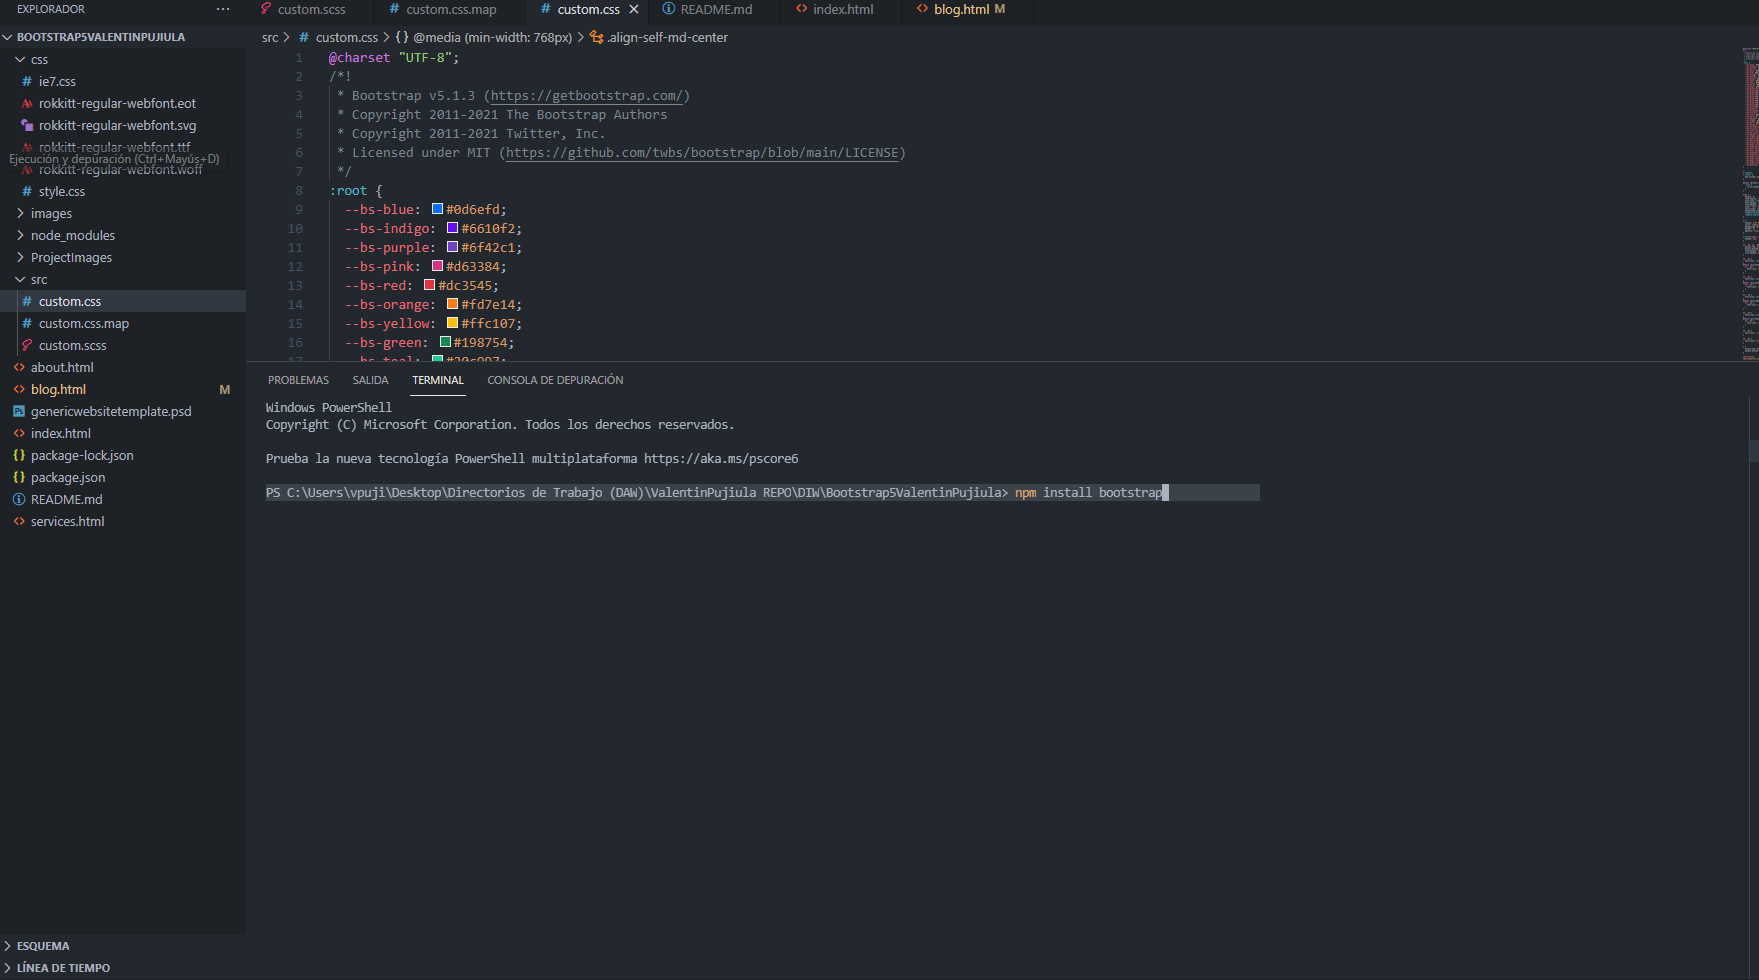 EXPLORADOR
BOOTSTRAP5VALENTINPUJIULA
css
ie7.css
rokkitt-regular-webfont.eot
rokkitt-regular-webfont.svg
rokkitt-regular-webfont.ttf
Ejecución y depuración (Ctrl+Mayús+D)
rokkitt-regular-webfont.woff
style.css
images
node_modules
ProjectImages
src
custom.css
custom.css.map
custom.scss
about.html
blog.html M
genericwebsitetemplate.psd
index.html
package-lock.json
package.json
README.md
services.html
ESQUEMA
LÍNEA DE TIEMPO
custom.scss custom.css.map custom.css README.md index.html blog.html M
src > custom.css > {} @media (min-width: 768px) > .align-self-md-center
1 @charset "UTF-8";
2 /*!
3 * Bootstrap v5.1.3 (https://getbootstrap.com/)
4 * Copyright 2011-2021 The Bootstrap Authors
5 * Copyright 2011-2021 Twitter, Inc.
6 * Licensed under MIT (https://github.com/twbs/bootstrap/blob/main/LICENSE)
7 */
8 :root {
9 --bs-blue: #0d6efd;
10 --bs-indigo: #6610f2;
11 --bs-purple: #6f42c1;
12 --bs-pink: #d63384;
13 --bs-red: #dc3545;
14 --bs-orange: #fd7e14;
15 --bs-yellow: #ffc107;
16 --bs-green: #198754;
17 --bs-teal: #20c997;
PROBLEMAS SALIDA TERMINAL CONSOLA DE DEPURACIÓN
Windows PowerShell
Copyright (C) Microsoft Corporation. Todos los derechos reservados.
Prueba la nueva tecnología PowerShell multiplataforma https://aka.ms/pscore6
PS C:\Users\vpuji\Desktop\Directorios de Trabajo (DAW)\ValentinPujiula REPO\DIW\Bootstrap5ValentinPujiula> npm install bootstrap